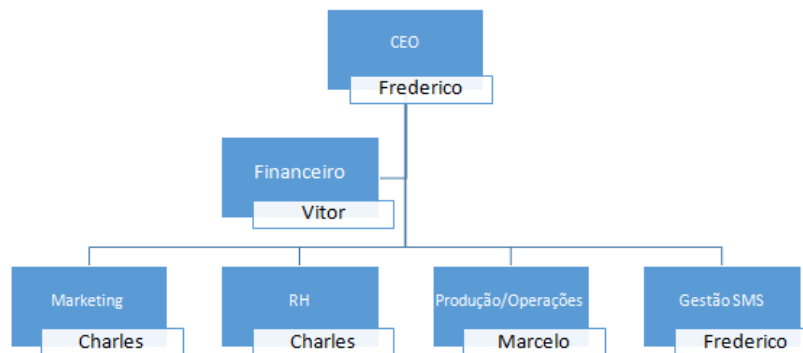 CEO
Frederico
Financeiro
Vitor
Marketing
Charles
RH
Charles
Produção/Operações
Marcelo
Gestão SMS
Frederico